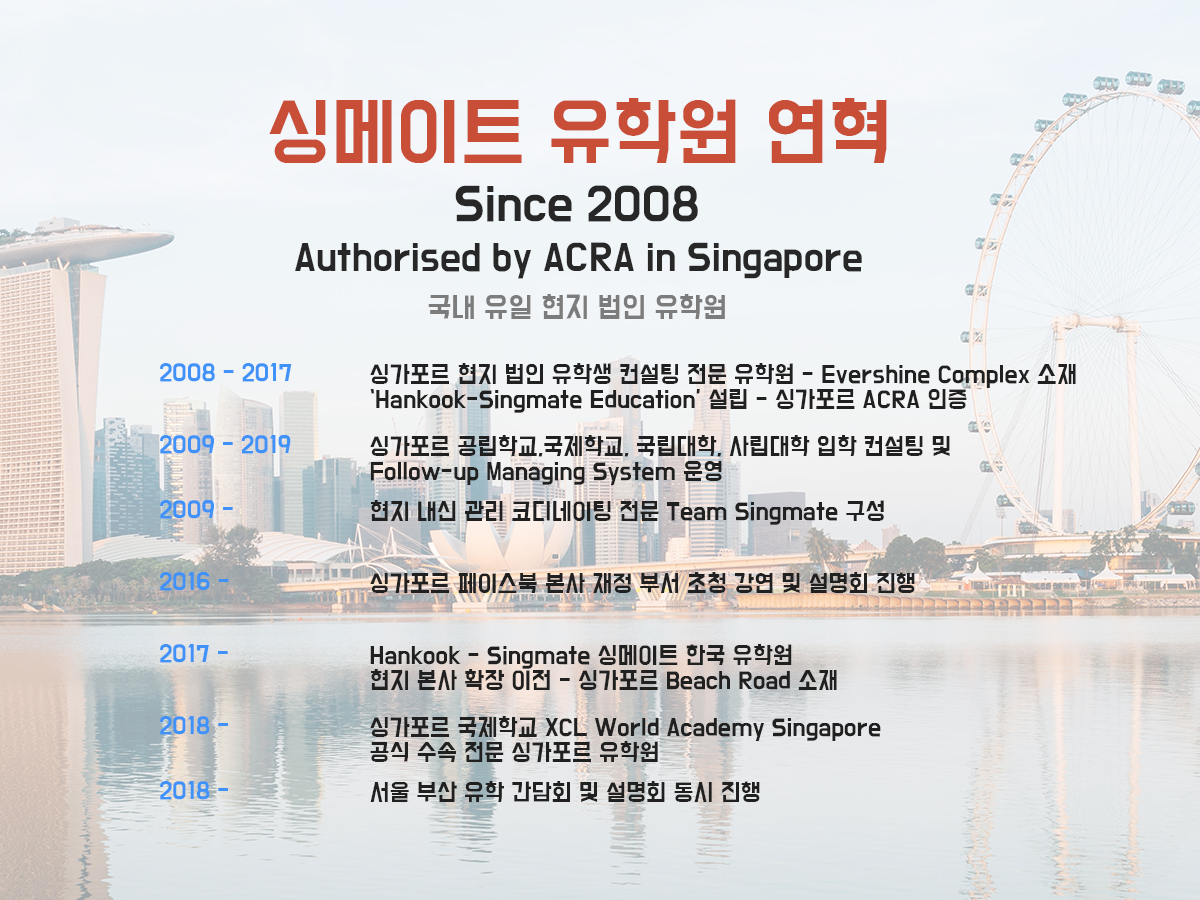 싱메이트 유학원 연혁
Since 2008
Authorised by ACRA in Singapore
국내 유일 현지 법인 유학원
2008 - 2017 싱가포르 현지 법인 유학생 컨설팅 전문 유학원 - Evershine Complex 소재
'Hankook-Singmate Education' 설립 - 싱가포르 ACRA 인증
2009 - 2019 싱가포르 공립학교,국제학교, 국립대학, 사립대학 입학 컨설팅 및
Follow-up Managing System 운영
2009 - 현지 내신 관리 코디네이팅 전문 Team Singmate 구성
2016 - 싱가포르 페이스북 본사 재정 부서 초청 강연 및 설명회 진행
2017 - Hankook - Singmate 싱메이트 한국 유학원
현지 본사 확장 이전 - 싱가포르 Beach Road 소재
2018 - 싱가포르 국제학교 XCL World Academy Singapore
공식 수속 전문 싱가포르 유학원
2018 - 서울 부산 유학 간담회 및 설명회 동시 진행